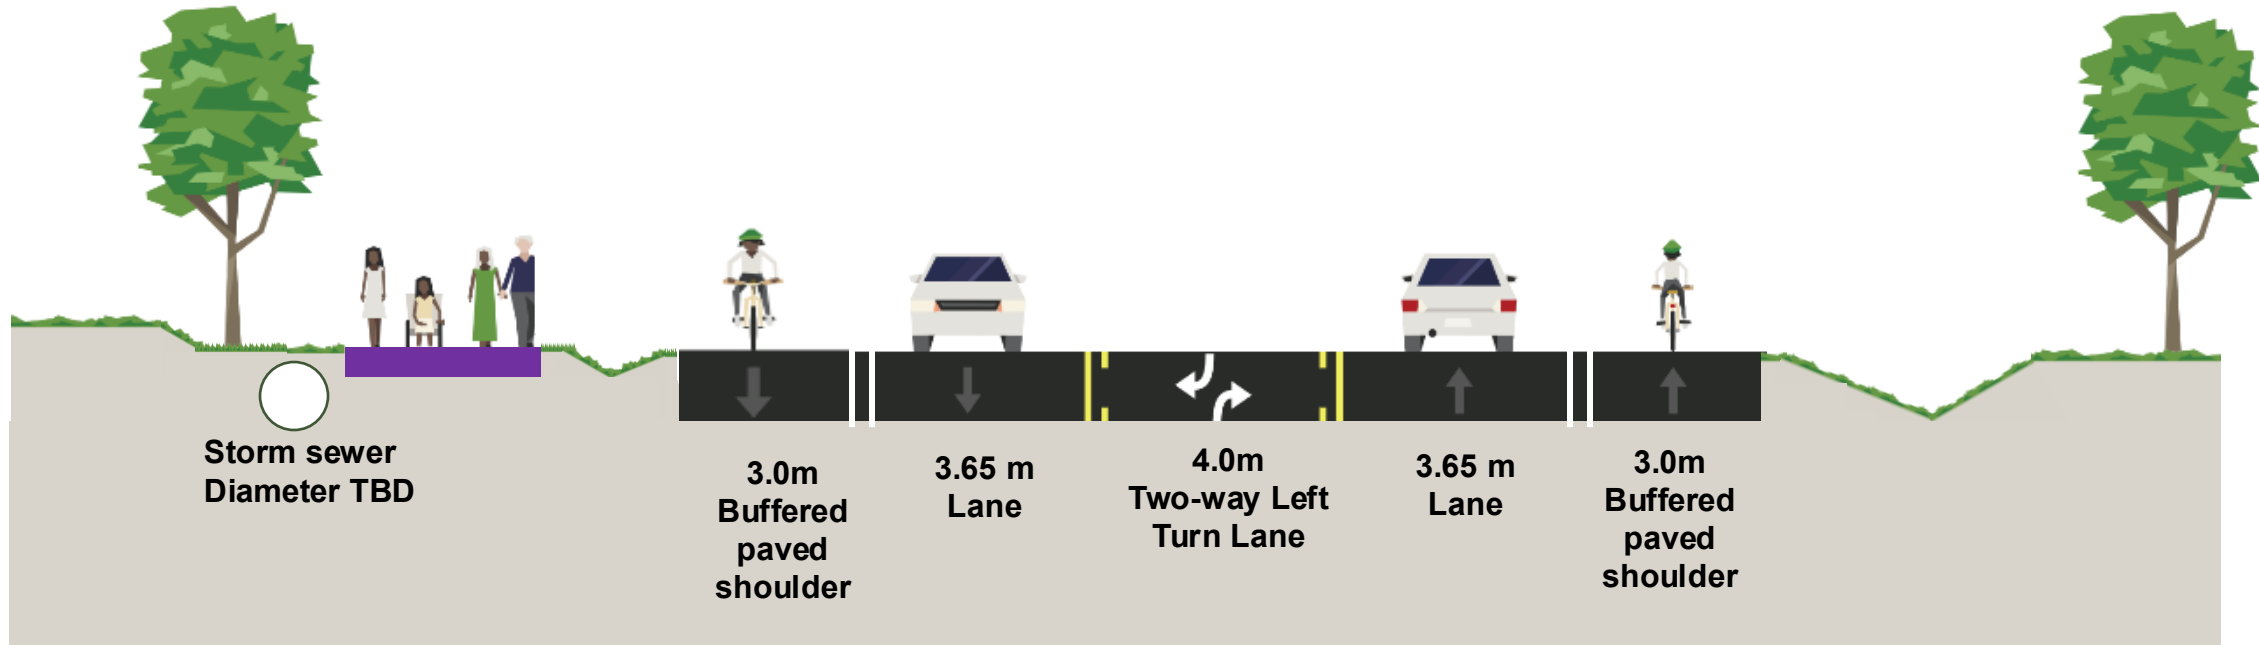 Storm sewer
Diameter TBD
3.0m
Buffered
paved
shoulder
3.65 m
Lane
4.0m
Two-way Left
Turn Lane
3.65 m
Lane
3.0m
Buffered
paved
shoulder